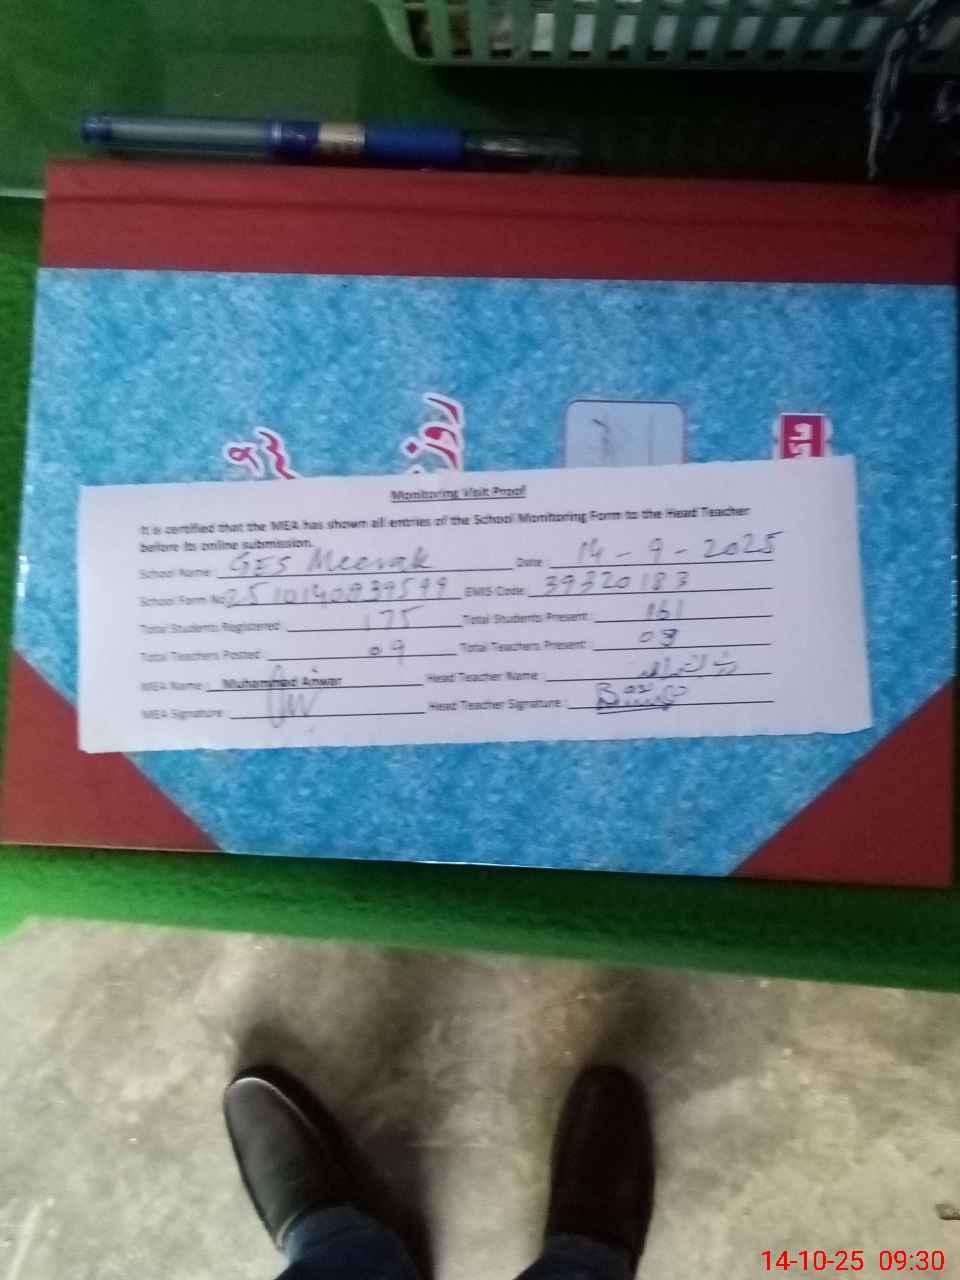 Monitoring Visit Proof
It is certified that the MEA has shown all entries of the School Monitoring Form to the Head Teacher
before its online submission.
School Name: GES Meerak Date: 14 - 9 - 2025
School Form No 2510140939599 EMIS Code: 39320183
Total Students Registered: 175 Total Students Present: 161
Total Teachers Posted: 09 Total Teachers Present:
MEA Name: Muhammad Anwar Head Teacher Name:
MEA Signature: Head Teacher Signature:
14-10-25 09:30